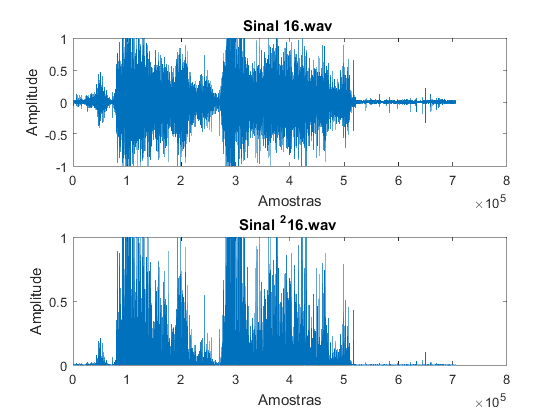 Sinal 16.wav
1
0.5
0
-0.5
-1
Amplitude
0 1 2 3 4 5 6 7 8
Amostras
×10^5
Sinal ²16.wav
1
0.5
0
Amplitude
0 1 2 3 4 5 6 7 8
Amostras
×10^5